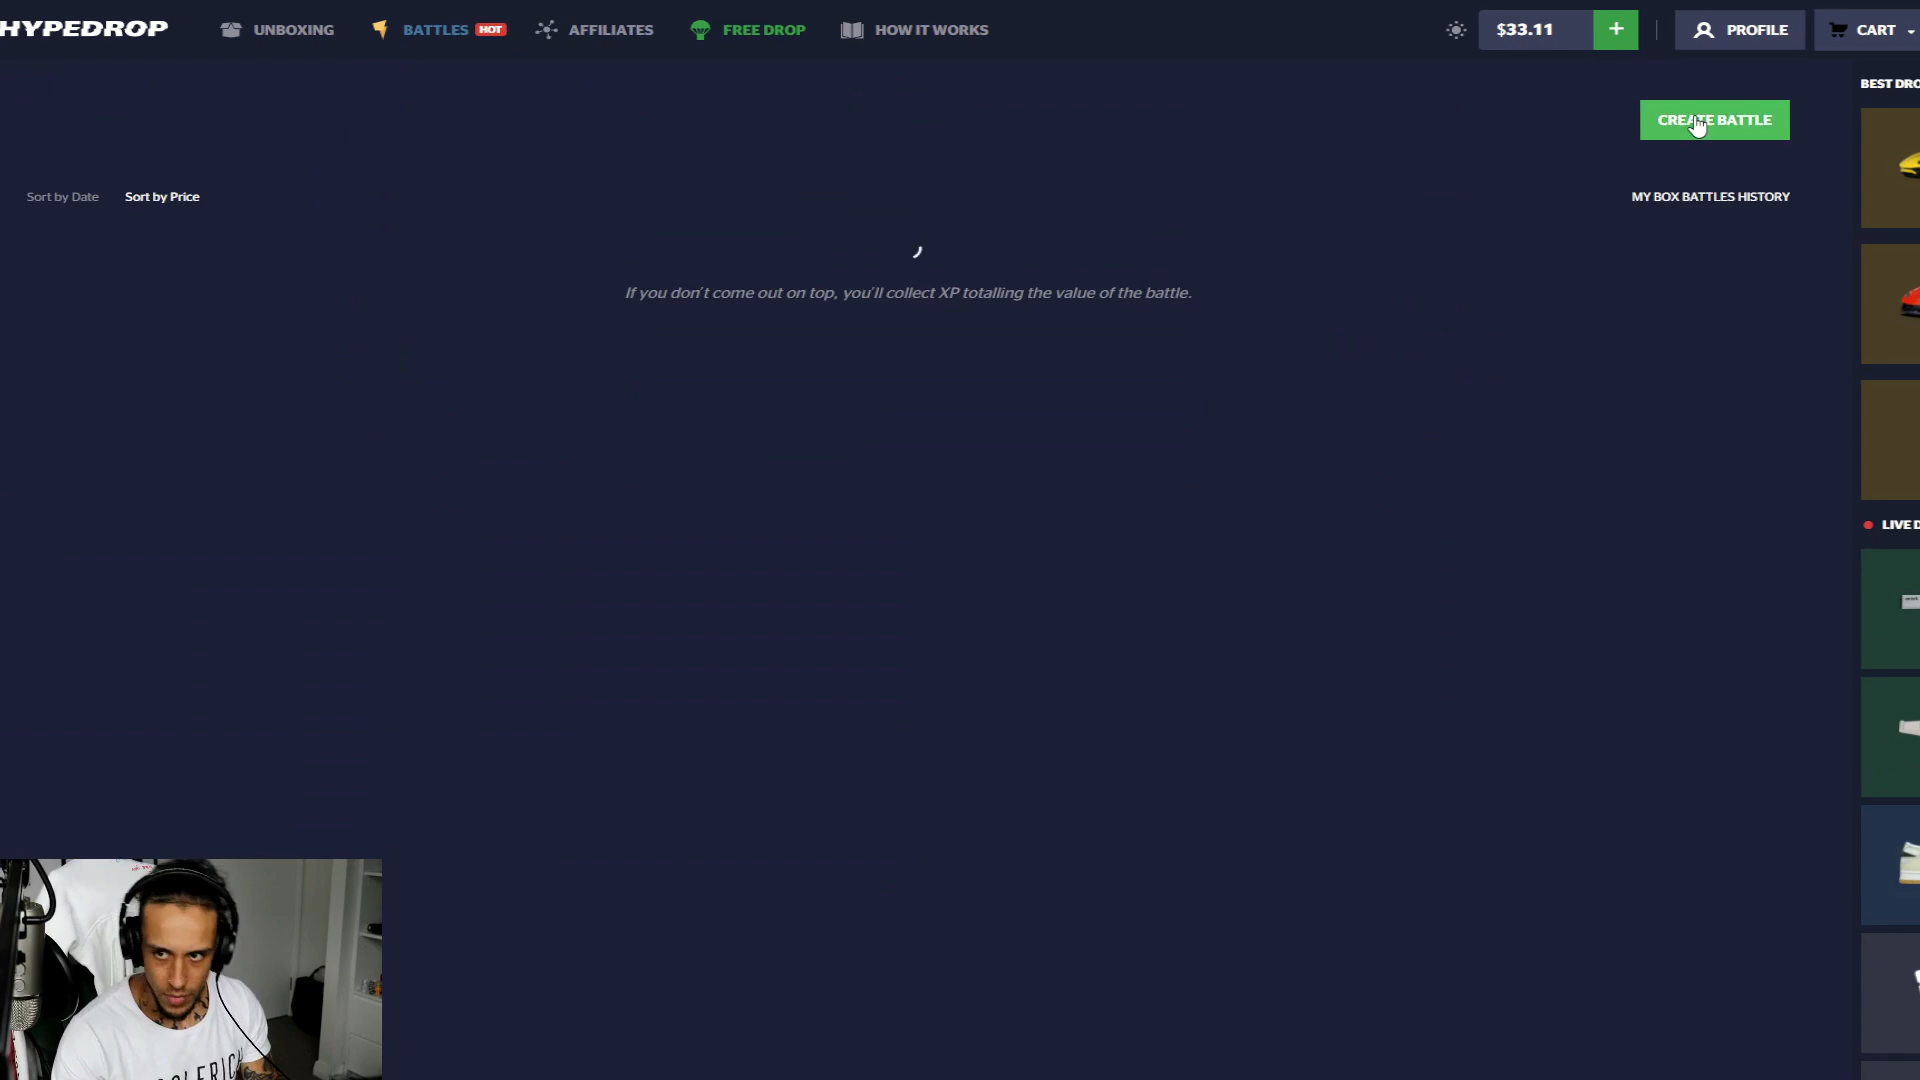 HYPEDROP
UNBOXING
BATTLES HOT
AFFILIATES
FREE DROP
HOW IT WORKS
$33.11 +
PROFILE
CART
BEST DRO
CREATE BATTLE
Sort by Date Sort by Price
MY BOX BATTLES HISTORY
If you don't come out on top, you'll collect XP totalling the value of the battle.
LIVE D